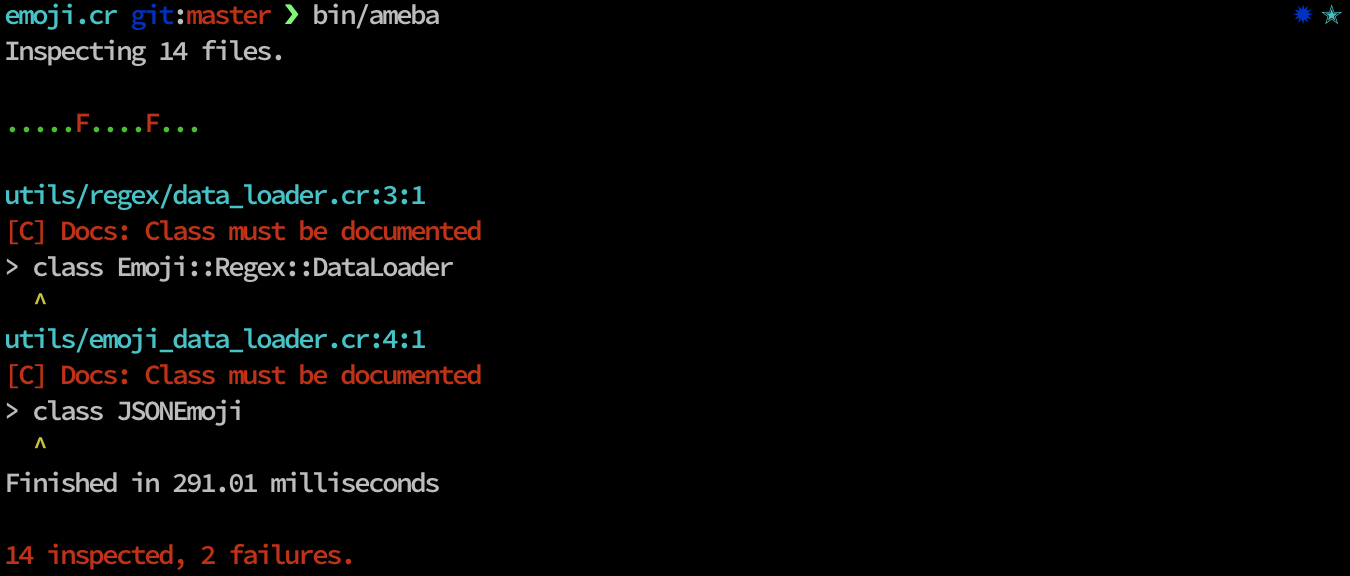 emoji.cr git:master ❯ bin/ameba
Inspecting 14 files.
.....F....F...
utils/regex/data_loader.cr:3:1
[C] Docs: Class must be documented
> class Emoji::Regex::DataLoader
^
utils/emoji_data_loader.cr:4:1
[C] Docs: Class must be documented
> class JSONEmoji
^
Finished in 291.01 milliseconds
14 inspected, 2 failures.